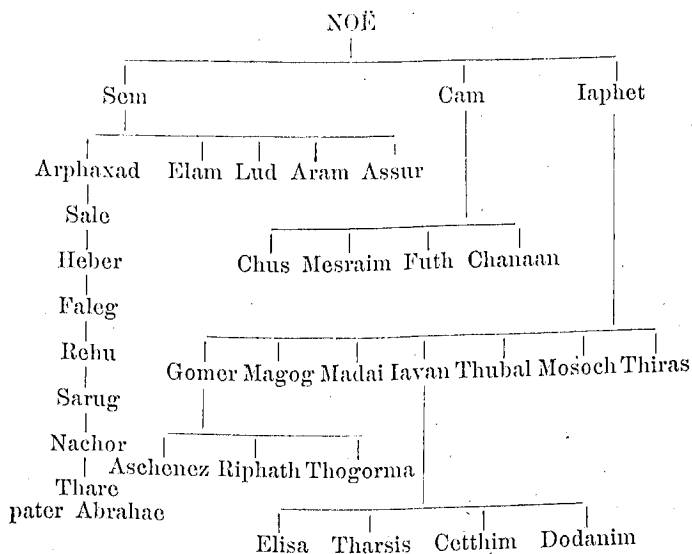 NOË
Sem Cam Iaphet
Arphaxad Elam Lud Aram Assur
Sale
Heber
Chus Mesraim Futh Chanaan
Faleg
Rehu
Gomer Magog Madai Iavan Thubal Mosoch Thiras
Sarug
Nachor
Aschenez Riphath Thogorma
Thare
pater Abrahae
Elisa Tharsis Cetthim Dodanim